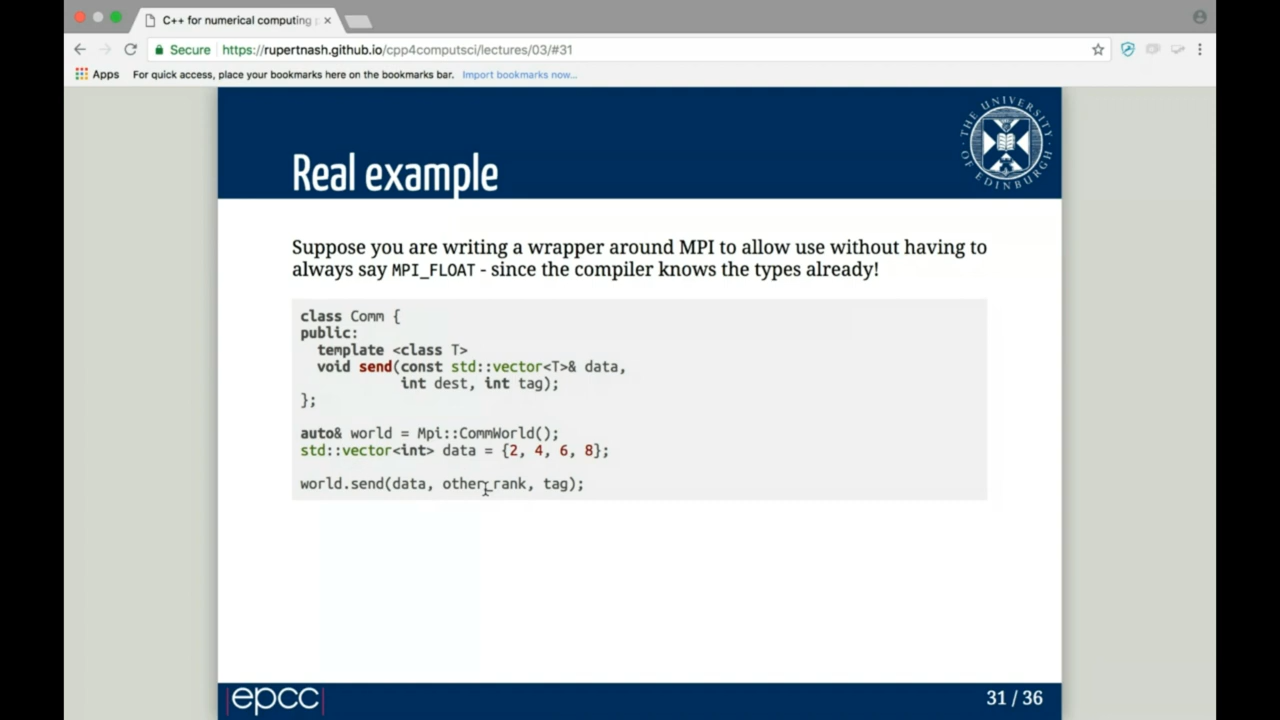 C++ for numerical computing
Secure https://rupertnash.github.io/cpp4computsci/lectures/03/#31
Apps For quick access, place your bookmarks here on the bookmarks bar. Import bookmarks now...
THE UNIVERSITY OF EDINBURGH
Real example
Suppose you are writing a wrapper around MPI to allow use without having to
always say MPI_FLOAT - since the compiler knows the types already!
class Comm {
public:
  template <class T>
  void send(const std::vector<T>& data,
            int dest, int tag);
};
auto& world = Mpi::CommWorld();
std::vector<int> data = {2, 4, 6, 8};
world.send(data, other_rank, tag);
epcc
31 / 36